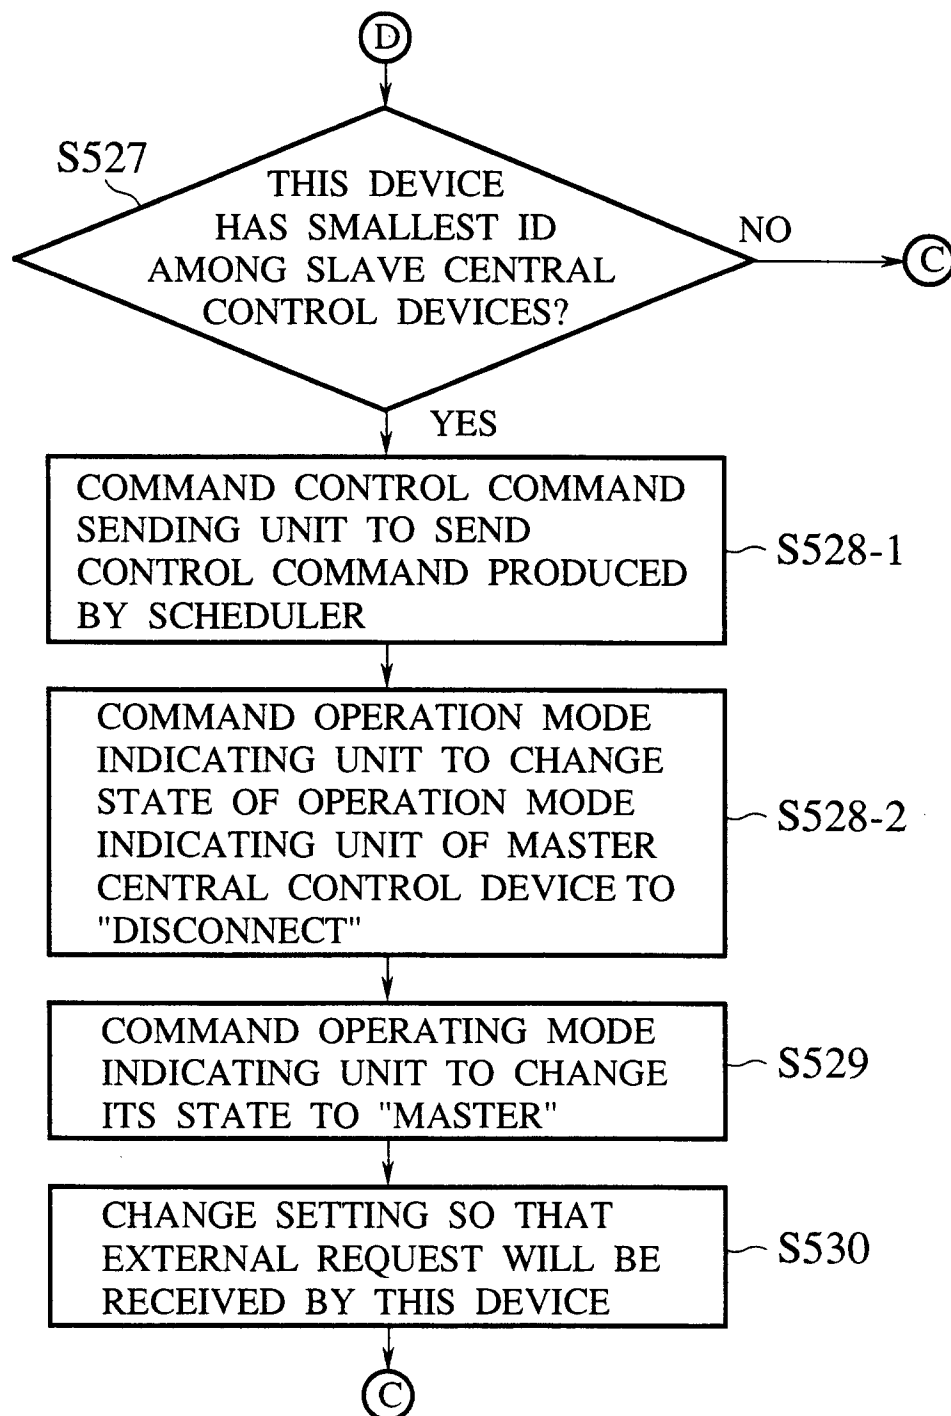 D
S527
THIS DEVICE
HAS SMALLEST ID
AMONG SLAVE CENTRAL
CONTROL DEVICES?
NO
C
YES
COMMAND CONTROL COMMAND
SENDING UNIT TO SEND
CONTROL COMMAND PRODUCED
BY SCHEDULER
S528-1
COMMAND OPERATION MODE
INDICATING UNIT TO CHANGE
STATE OF OPERATION MODE
INDICATING UNIT OF MASTER
CENTRAL CONTROL DEVICE TO
"DISCONNECT"
S528-2
COMMAND OPERATING MODE
INDICATING UNIT TO CHANGE
ITS STATE TO "MASTER"
S529
CHANGE SETTING SO THAT
EXTERNAL REQUEST WILL BE
RECEIVED BY THIS DEVICE
S530
C